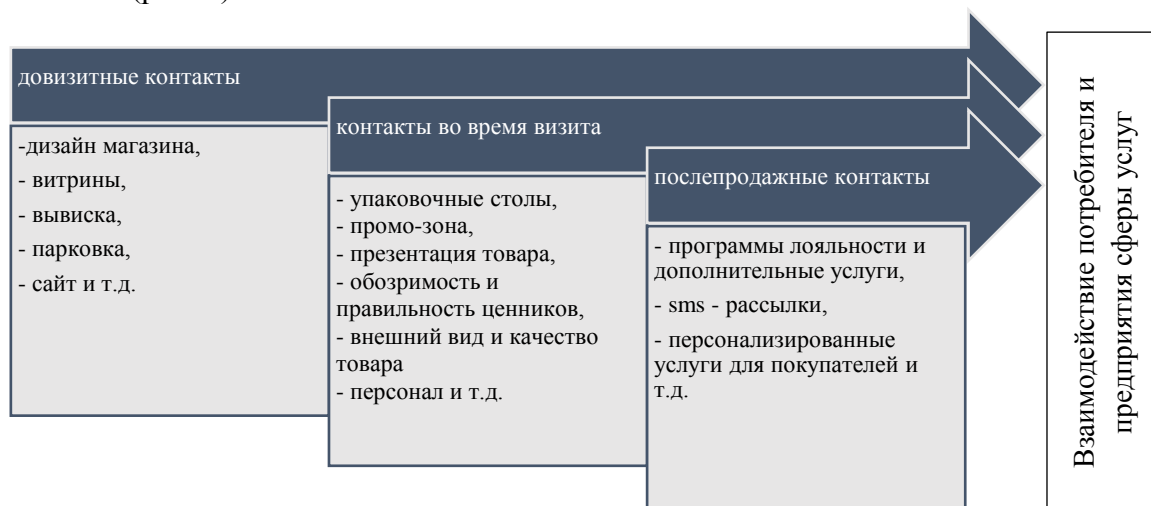 довизитные контакты
-дизайн магазина,
- витрины,
- вывиска,
- парковка,
- сайт и т.д.
контакты во время визита
- упаковочные столы,
- промо-зона,
- презентация товара,
- обозримость и
правильность ценников,
- внешний вид и качество
товара
- персонал и т.д.
послепродажные контакты
- программы лояльности и
дополнительные услуги,
- sms - рассылки,
- персонализированные
услуги для покупателей и
т.д.
Взаимодействие потребителя и
предприятия сферы услуг